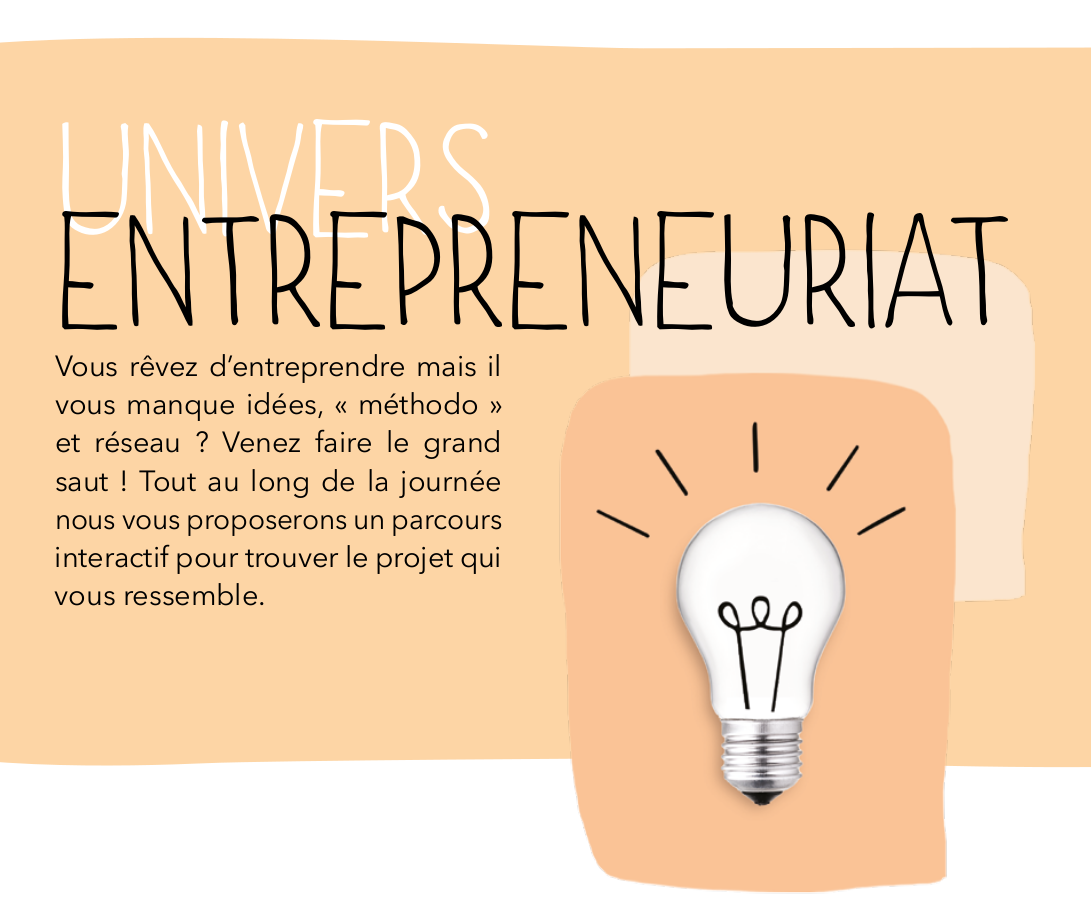 UNIVERS
ENTREPRENEURIAT
Vous rêvez d’entreprendre mais il
vous manque idées, « méthodo »
et réseau ? Venez faire le grand
saut ! Tout au long de la journée
nous vous proposerons un parcours
interactif pour trouver le projet qui
vous ressemble.